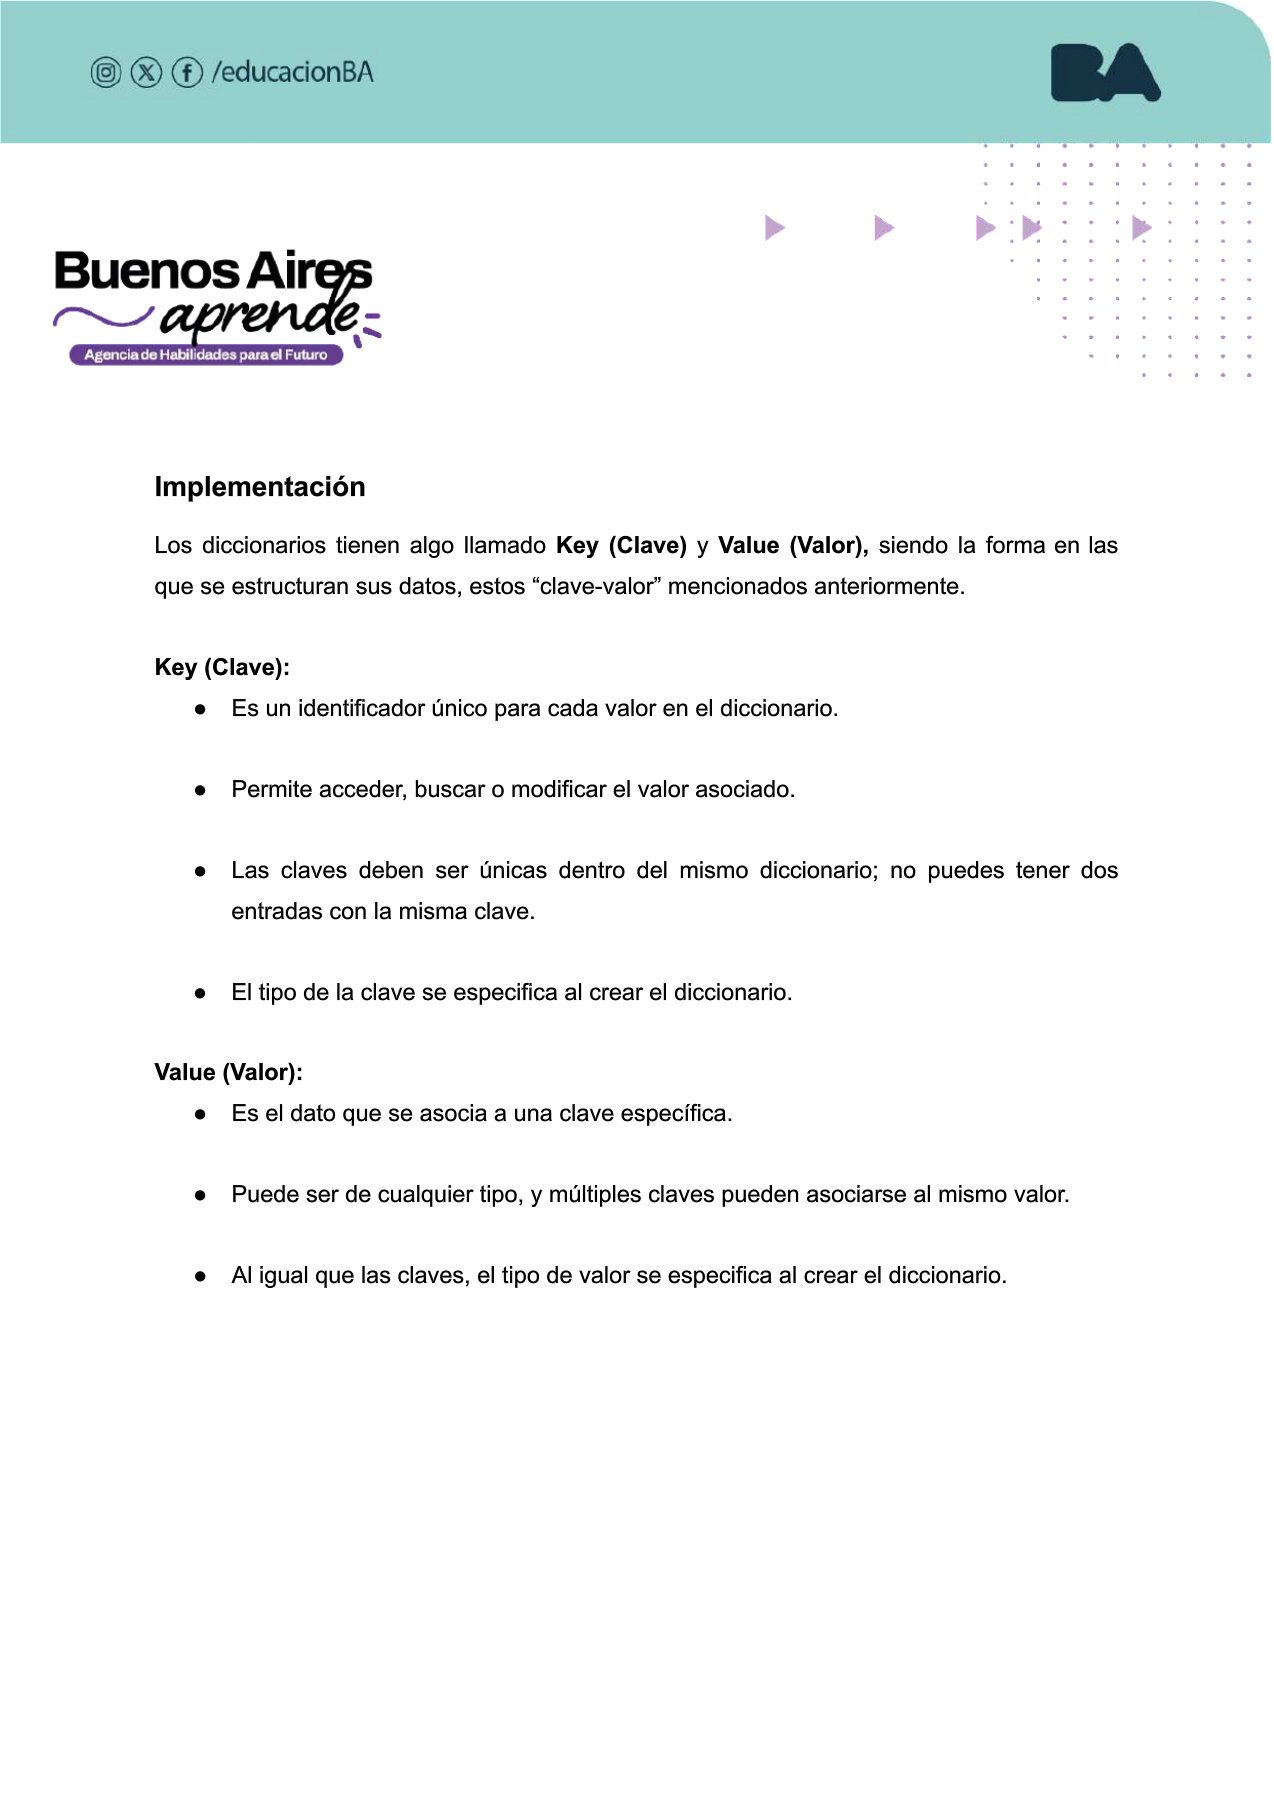 /educacionBA
BA
Buenos Aires
aprende
Agencia de Habilidades para el Futuro
Implementación
Los diccionarios tienen algo llamado Key (Clave) y Value (Valor), siendo la forma en las
que se estructuran sus datos, estos “clave-valor” mencionados anteriormente.
Key (Clave):
● Es un identificador único para cada valor en el diccionario.
● Permite acceder, buscar o modificar el valor asociado.
● Las claves deben ser únicas dentro del mismo diccionario; no puedes tener dos
entradas con la misma clave.
● El tipo de la clave se especifica al crear el diccionario.
Value (Valor):
● Es el dato que se asocia a una clave específica.
● Puede ser de cualquier tipo, y múltiples claves pueden asociarse al mismo valor.
● Al igual que las claves, el tipo de valor se especifica al crear el diccionario.